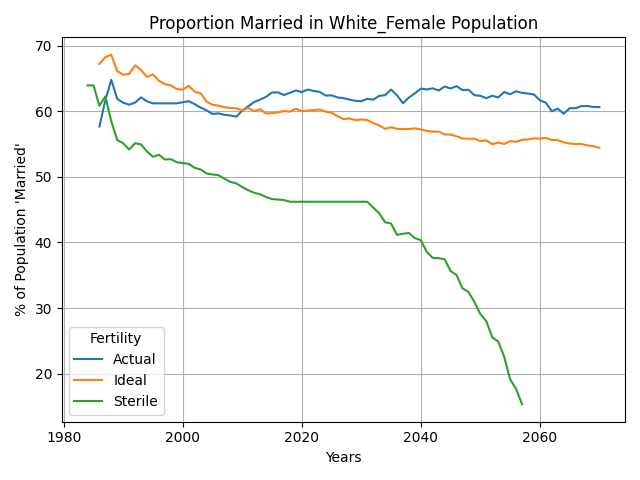 Proportion Married in White_Female Population
% of Population 'Married'
70
60
50
40
30
20
Fertility
Actual
Ideal
Sterile
1980 2000 2020 2040 2060
Years